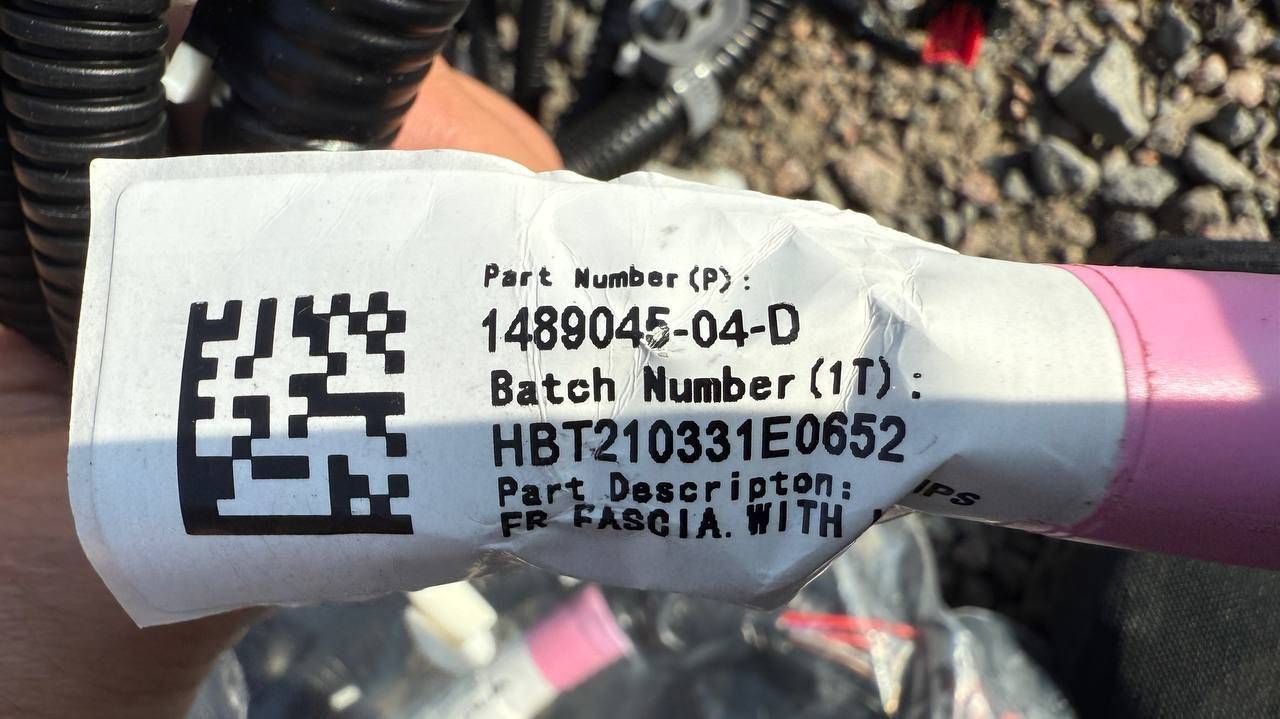 Part Number(P):
1489045-04-D
Batch Number(1T):
HBT210331E0652
Part Descripton:
FR FASCIA. WITH